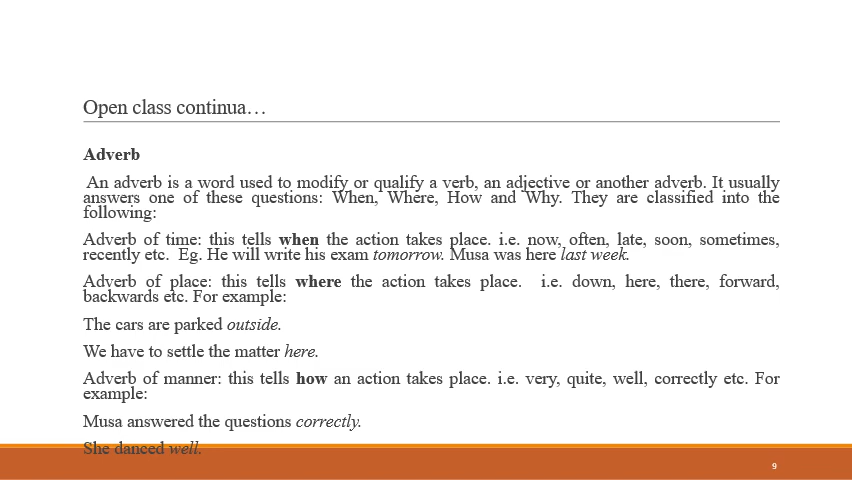 Open class continua…
Adverb
An adverb is a word used to modify or qualify a verb, an adjective or another adverb. It usually
answers one of these questions: When, Where, How and Why. They are classified into the
following:
Adverb of time: this tells when the action takes place. i.e. now, often, late, soon, sometimes,
recently etc.  Eg. He will write his exam tomorrow. Musa was here last week.
Adverb of place: this tells where the action takes place.  i.e. down, here, there, forward,
backwards etc. For example:
The cars are parked outside.
We have to settle the matter here.
Adverb of manner: this tells how an action takes place. i.e. very, quite, well, correctly etc. For
example:
Musa answered the questions correctly.
She danced well.
9